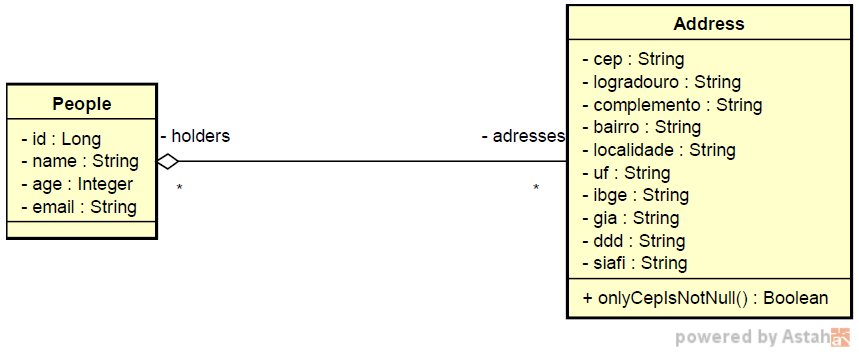 People
- id : Long
- name : String
- age : Integer
- email : String
- holders
*
- adresses
*
Address
- cep : String
- logradouro : String
- complemento : String
- bairro : String
- localidade : String
- uf : String
- ibge : String
- gia : String
- ddd : String
- siafi : String
+ onlyCepIsNotNull() : Boolean
powered by Astah